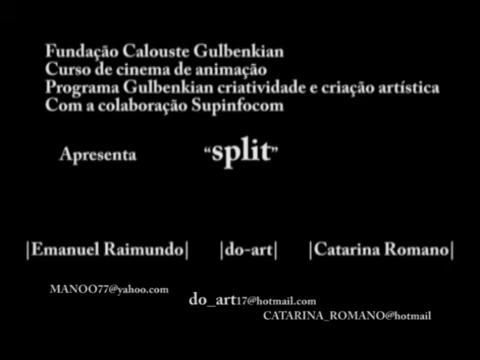 Fundação Calouste Gulbenkian
Curso de cinema de animação
Programa Gulbenkian criatividade e criação artística
Com a colaboração Supinfocom
Apresenta “split”
|Emanuel Raimundo| |do-art| |Catarina Romano|
MANOO77@yahoo.com
do_art17@hotmail.com
CATARINA_ROMANO@hotmail